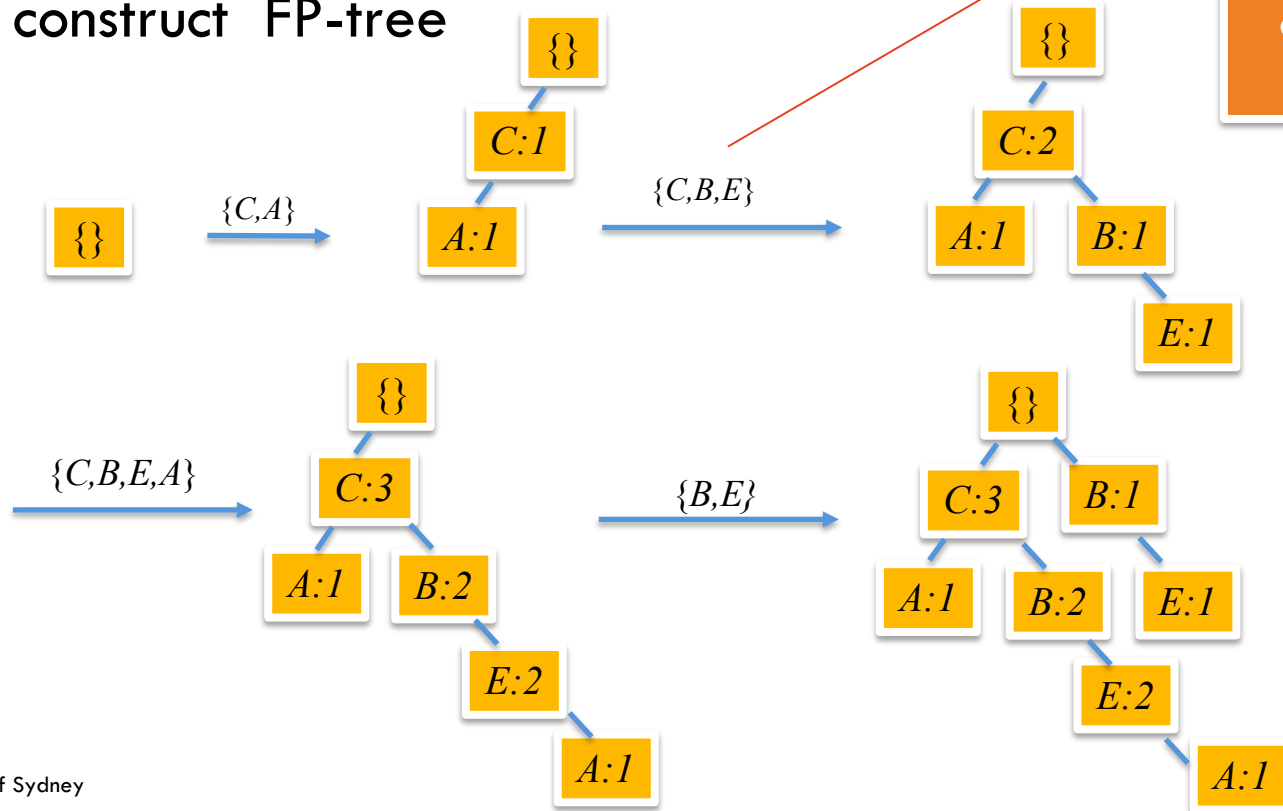 construct FP-tree
{}
{C,A}
{}
C:1
A:1
{C,B,E}
{}
C:2
A:1
B:1
E:1
{C,B,E,A}
{}
C:3
A:1
B:2
E:2
A:1
{B,E}
{}
C:3
B:1
A:1
B:2
E:1
E:2
A:1
f Sydney